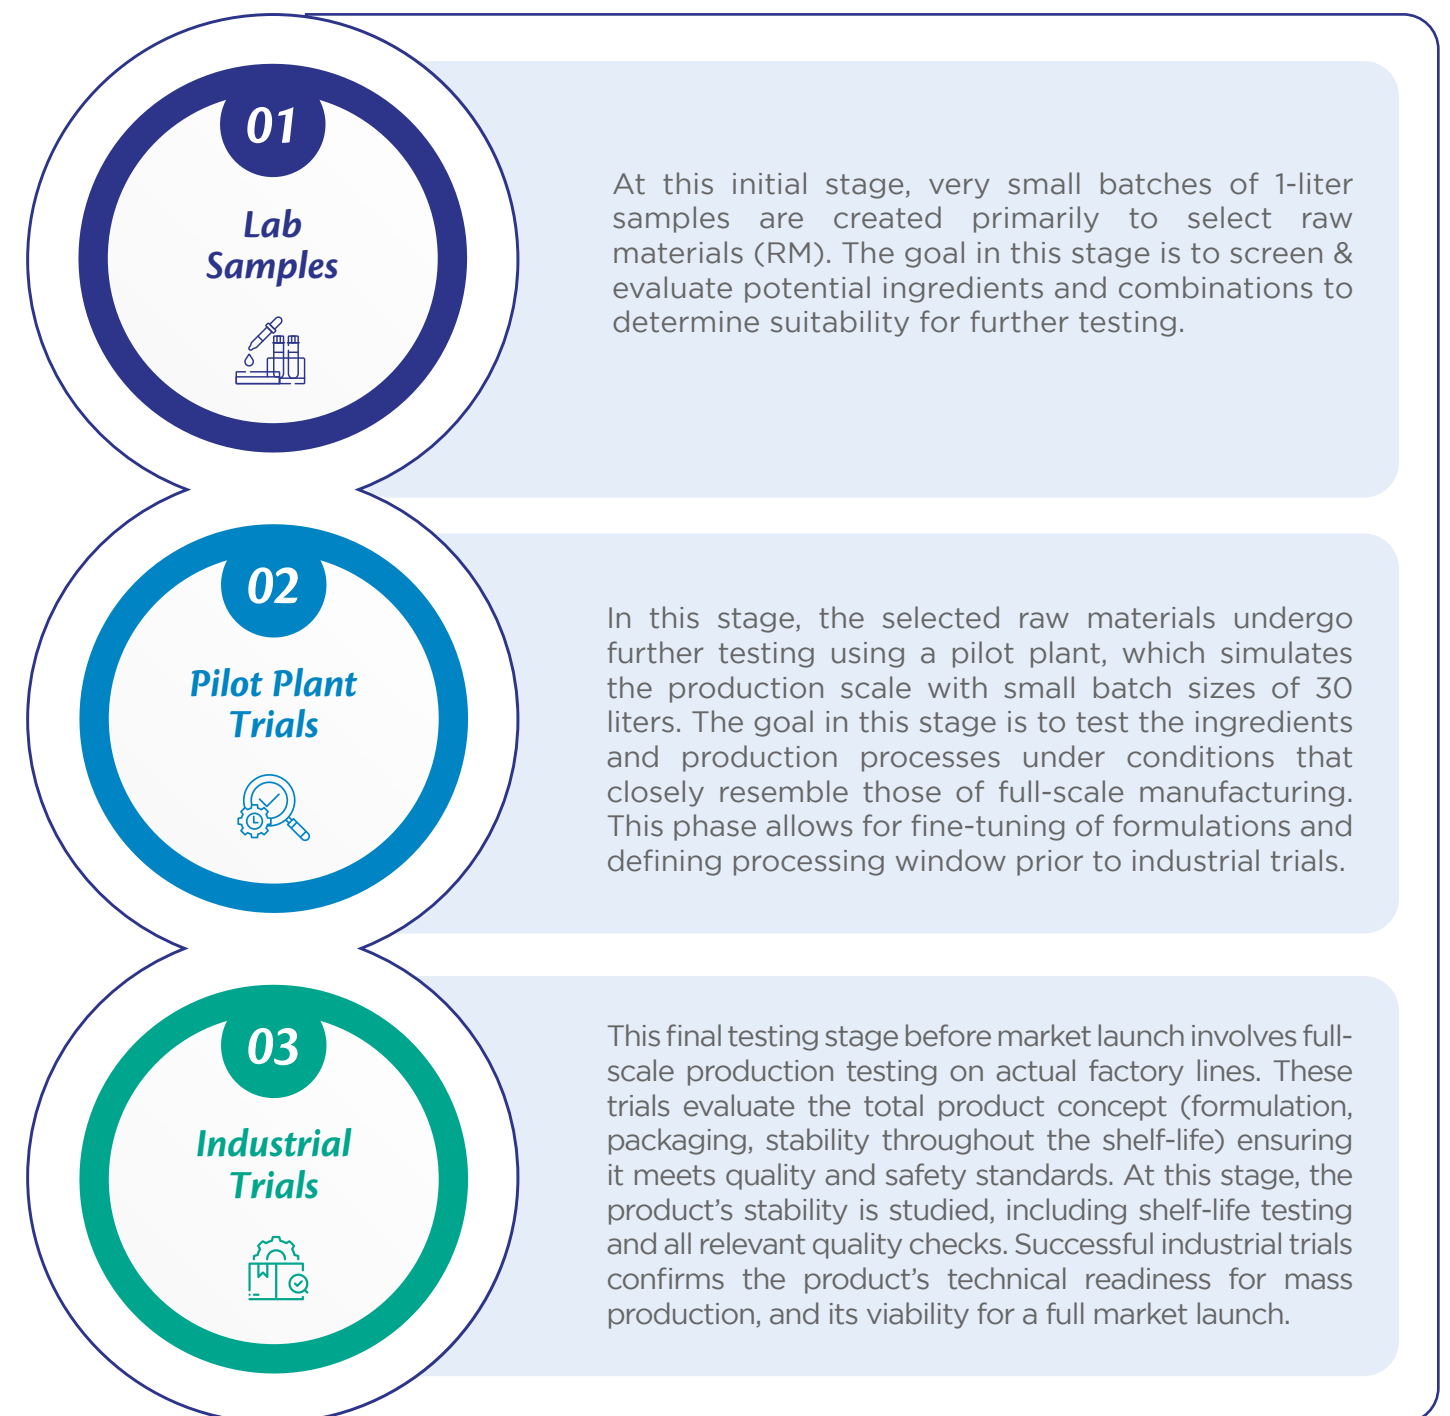 01
Lab
Samples
At this initial stage, very small batches of 1-liter
samples are created primarily to select raw
materials (RM). The goal in this stage is to screen &
evaluate potential ingredients and combinations to
determine suitability for further testing.
02
Pilot Plant
Trials
In this stage, the selected raw materials undergo
further testing using a pilot plant, which simulates
the production scale with small batch sizes of 30
liters. The goal in this stage is to test the ingredients
and production processes under conditions that
closely resemble those of full-scale manufacturing.
This phase allows for fine-tuning of formulations and
defining processing window prior to industrial trials.
03
Industrial
Trials
This final testing stage before market launch involves full-
scale production testing on actual factory lines. These
trials evaluate the total product concept (formulation,
packaging, stability throughout the shelf-life) ensuring
it meets quality and safety standards. At this stage, the
product’s stability is studied, including shelf-life testing
and all relevant quality checks. Successful industrial trials
confirms the product’s technical readiness for mass
production, and its viability for a full market launch.